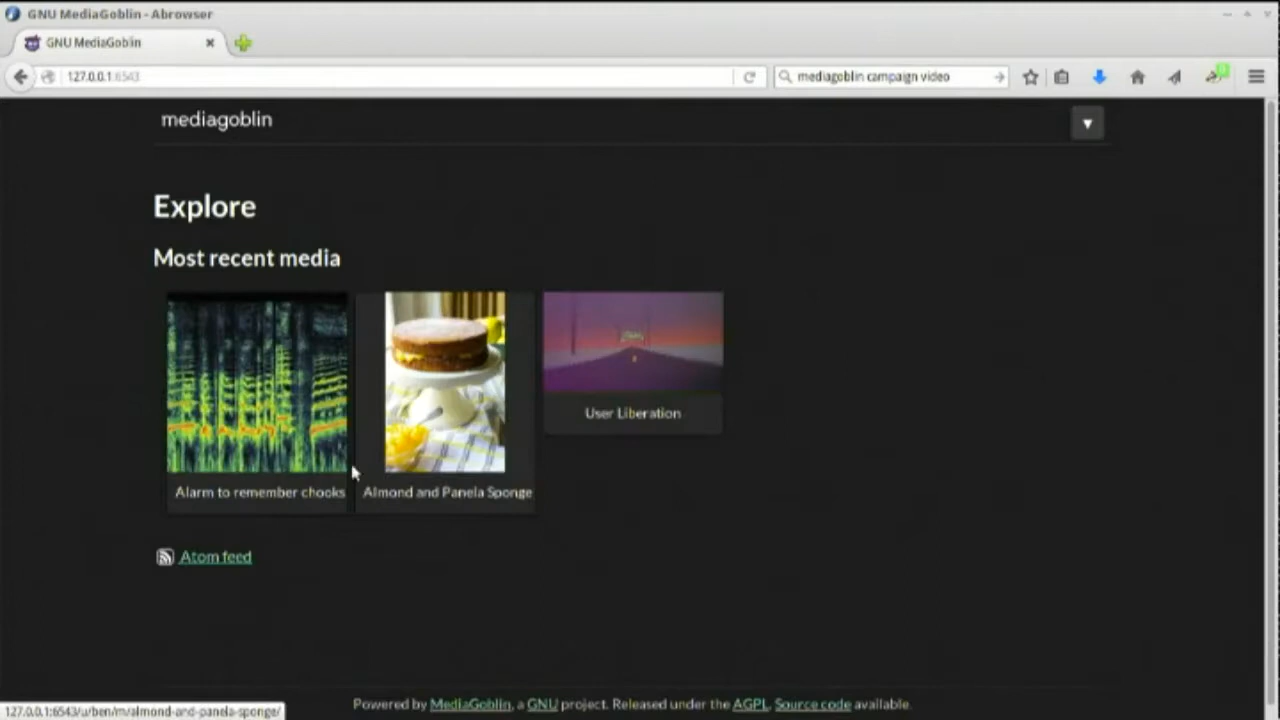 GNU MediaGoblin - Abrowser
GNU MediaGoblin
127.0.0.1:6543
mediagoblin campaign video
mediagoblin
Explore
Most recent media
User Liberation
Alarm to remember chooks
Almond and Panela Sponge
Atom feed
Powered by MediaGoblin, a GNU project. Released under the AGPL. Source code available.
127.0.0.1:6543/u/ben/m/almond-and-panela-sponge/